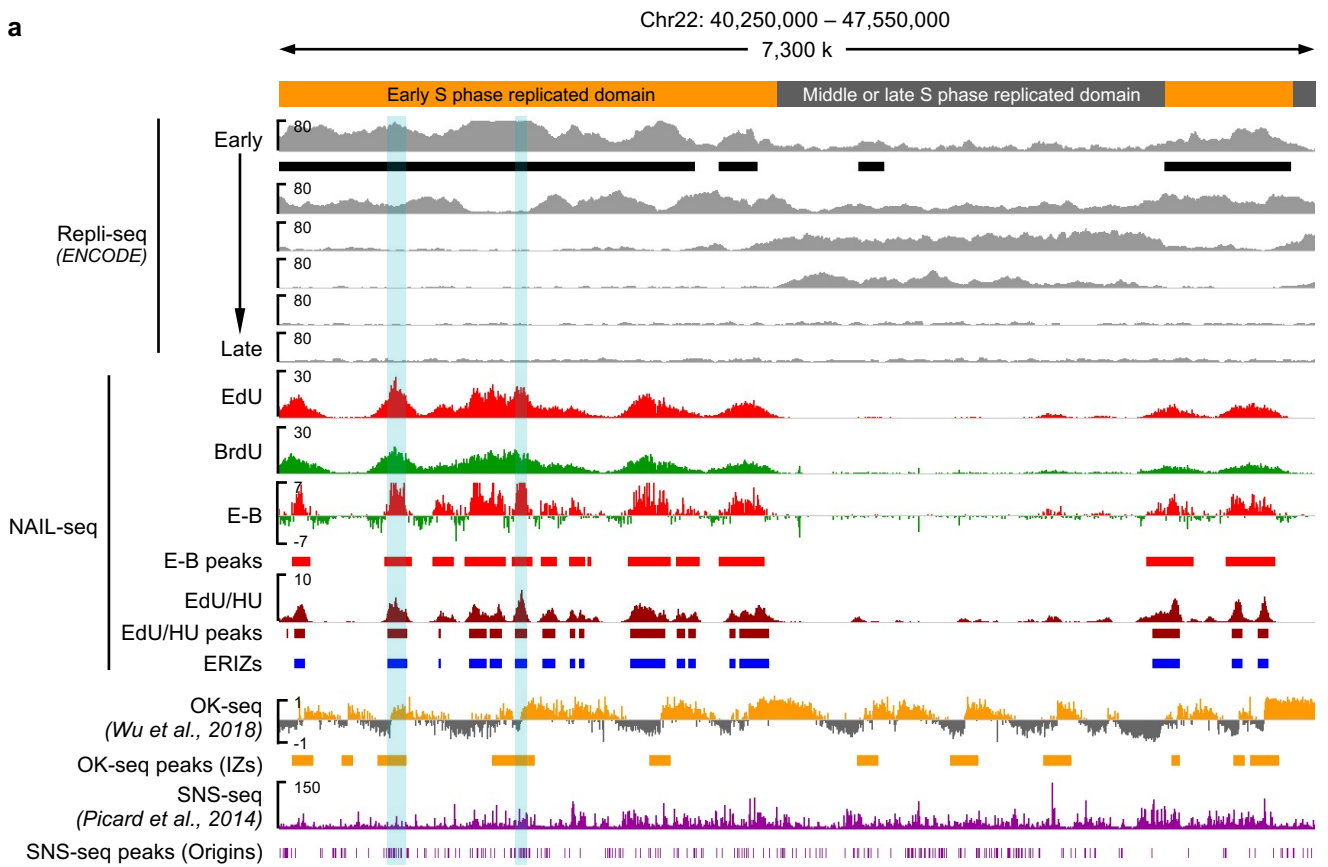 a
Chr22: 40,250,000 – 47,550,000
7,300 k
Early S phase replicated domain
Middle or late S phase replicated domain
Early
80
80
80
Repli-seq
(ENCODE)
80
80
Late
80
EdU
30
BrdU
30
E-B
7
-7
NAIL-seq
E-B peaks
EdU/HU
10
EdU/HU peaks
ERIZs
OK-seq
(Wu et al., 2018)
1
-1
OK-seq peaks (IZs)
SNS-seq
(Picard et al., 2014)
150
SNS-seq peaks (Origins)